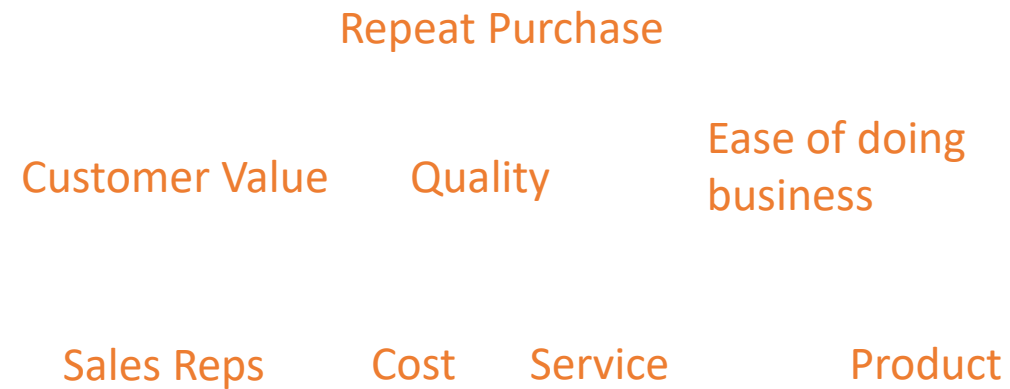 Repeat Purchase
Customer Value
Quality
Ease of doing
business
Sales Reps
Cost
Service
Product